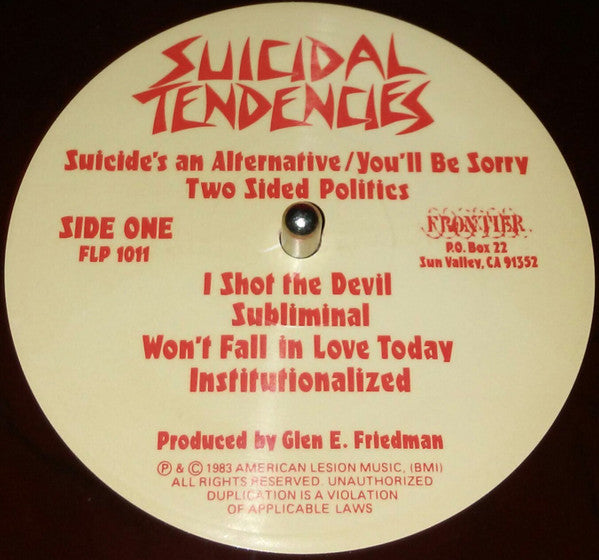 SUICIDAL
TENDENCIES
Suicide's an Alternative/You'll Be Sorry
Two Sided Politics
SIDE ONE
FLP 1011
FRONTIER
P.O. Box 22
Sun Valley, CA 91352
I Shot the Devil
Subliminal
Won't Fall in Love Today
Institutionalized
Produced by Glen E. Friedman
Ⓟ & © 1983 AMERICAN LESION MUSIC, (BMI)
ALL RIGHTS RESERVED. UNAUTHORIZED
DUPLICATION IS A VIOLATION
OF APPLICABLE LAWS